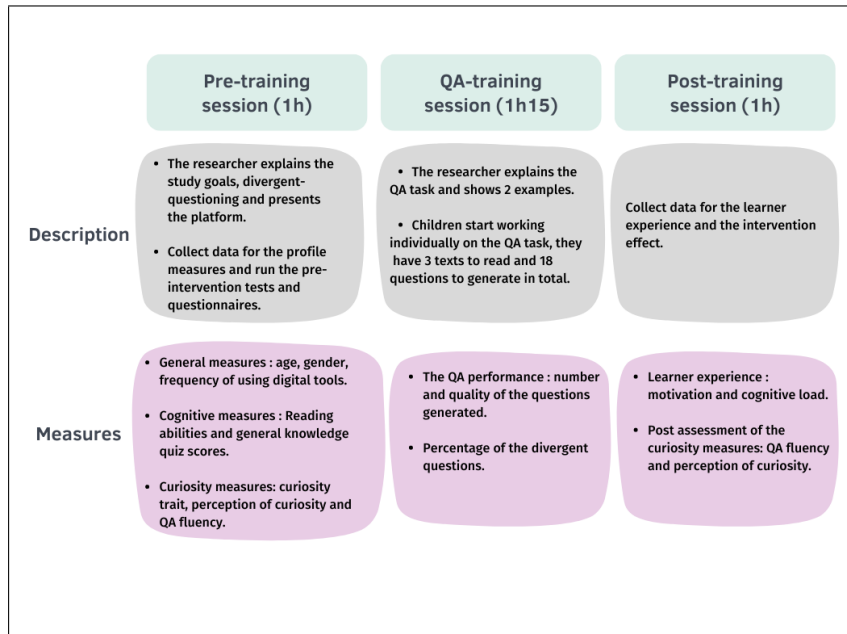 Pre-training
session (1h)
QA-training
session (1h15)
Post-training
session (1h)
Description
• The researcher explains the
study goals, divergent-
questioning and presents
the platform.
• Collect data for the profile
measures and run the pre-
intervention tests and
questionnaires.
• The researcher explains the
QA task and shows 2 examples.
• Children start working
individually on the QA task, they
have 3 texts to read and 18
questions to generate in total.
Collect data for the learner
experience and the intervention
effect.
Measures
• General measures : age, gender,
frequency of using digital tools.
• Cognitive measures : Reading
abilities and general knowledge
quiz scores.
• Curiosity measures: curiosity
trait, perception of curiosity and
QA fluency.
• The QA performance : number
and quality of the questions
generated.
• Percentage of the divergent
questions.
• Learner experience :
motivation and cognitive load.
• Post assessment of the
curiosity measures: QA fluency
and perception of curiosity.